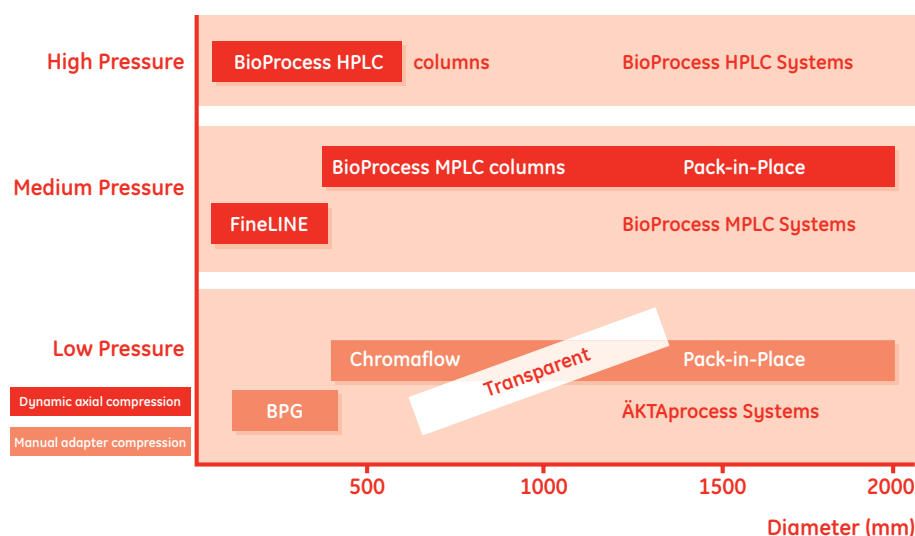 High Pressure
BioProcess HPLC columns
BioProcess HPLC Systems
Medium Pressure
BioProcess MPLC columns
Pack-in-Place
FineLINE
BioProcess MPLC Systems
Low Pressure
Chromaflow
Transparent
Pack-in-Place
BPG
ÄKTAprocess Systems
Dynamic axial compression
Manual adapter compression
500
1000
1500
2000
Diameter (mm)